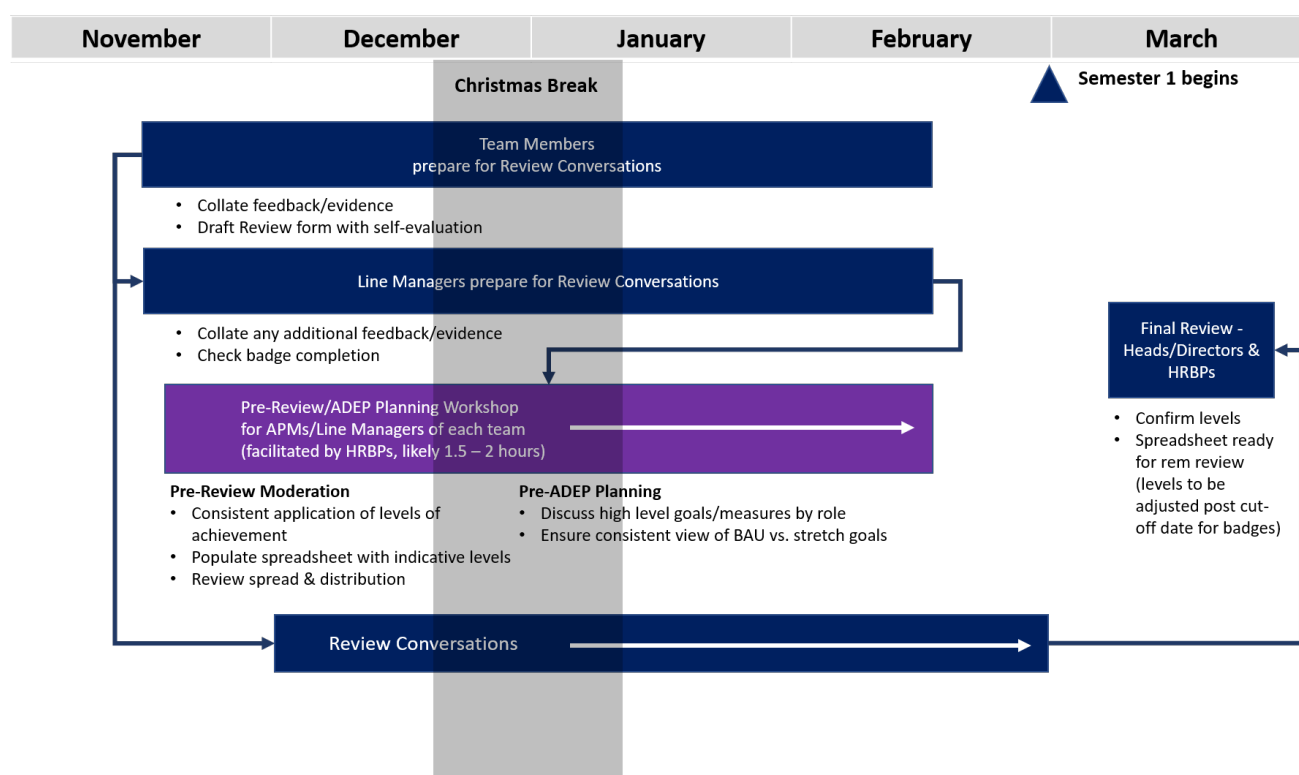 November December January February March
Christmas Break
Semester 1 begins
Team Members
prepare for Review Conversations
• Collate feedback/evidence
• Draft Review form with self-evaluation
Line Managers prepare for Review Conversations
• Collate any additional feedback/evidence
• Check badge completion
Pre-Review/ADEP Planning Workshop
for APMs/Line Managers of each team
(facilitated by HRBPs, likely 1.5 – 2 hours)
Pre-Review Moderation
• Consistent application of levels of
achievement
• Populate spreadsheet with indicative levels
• Review spread & distribution
Pre-ADEP Planning
• Discuss high level goals/measures by role
• Ensure consistent view of BAU vs. stretch goals
Review Conversations
Final Review -
Heads/Directors &
HRBPs
• Confirm levels
• Spreadsheet ready
for rem review
(levels to be
adjusted post cut-
off date for badges)